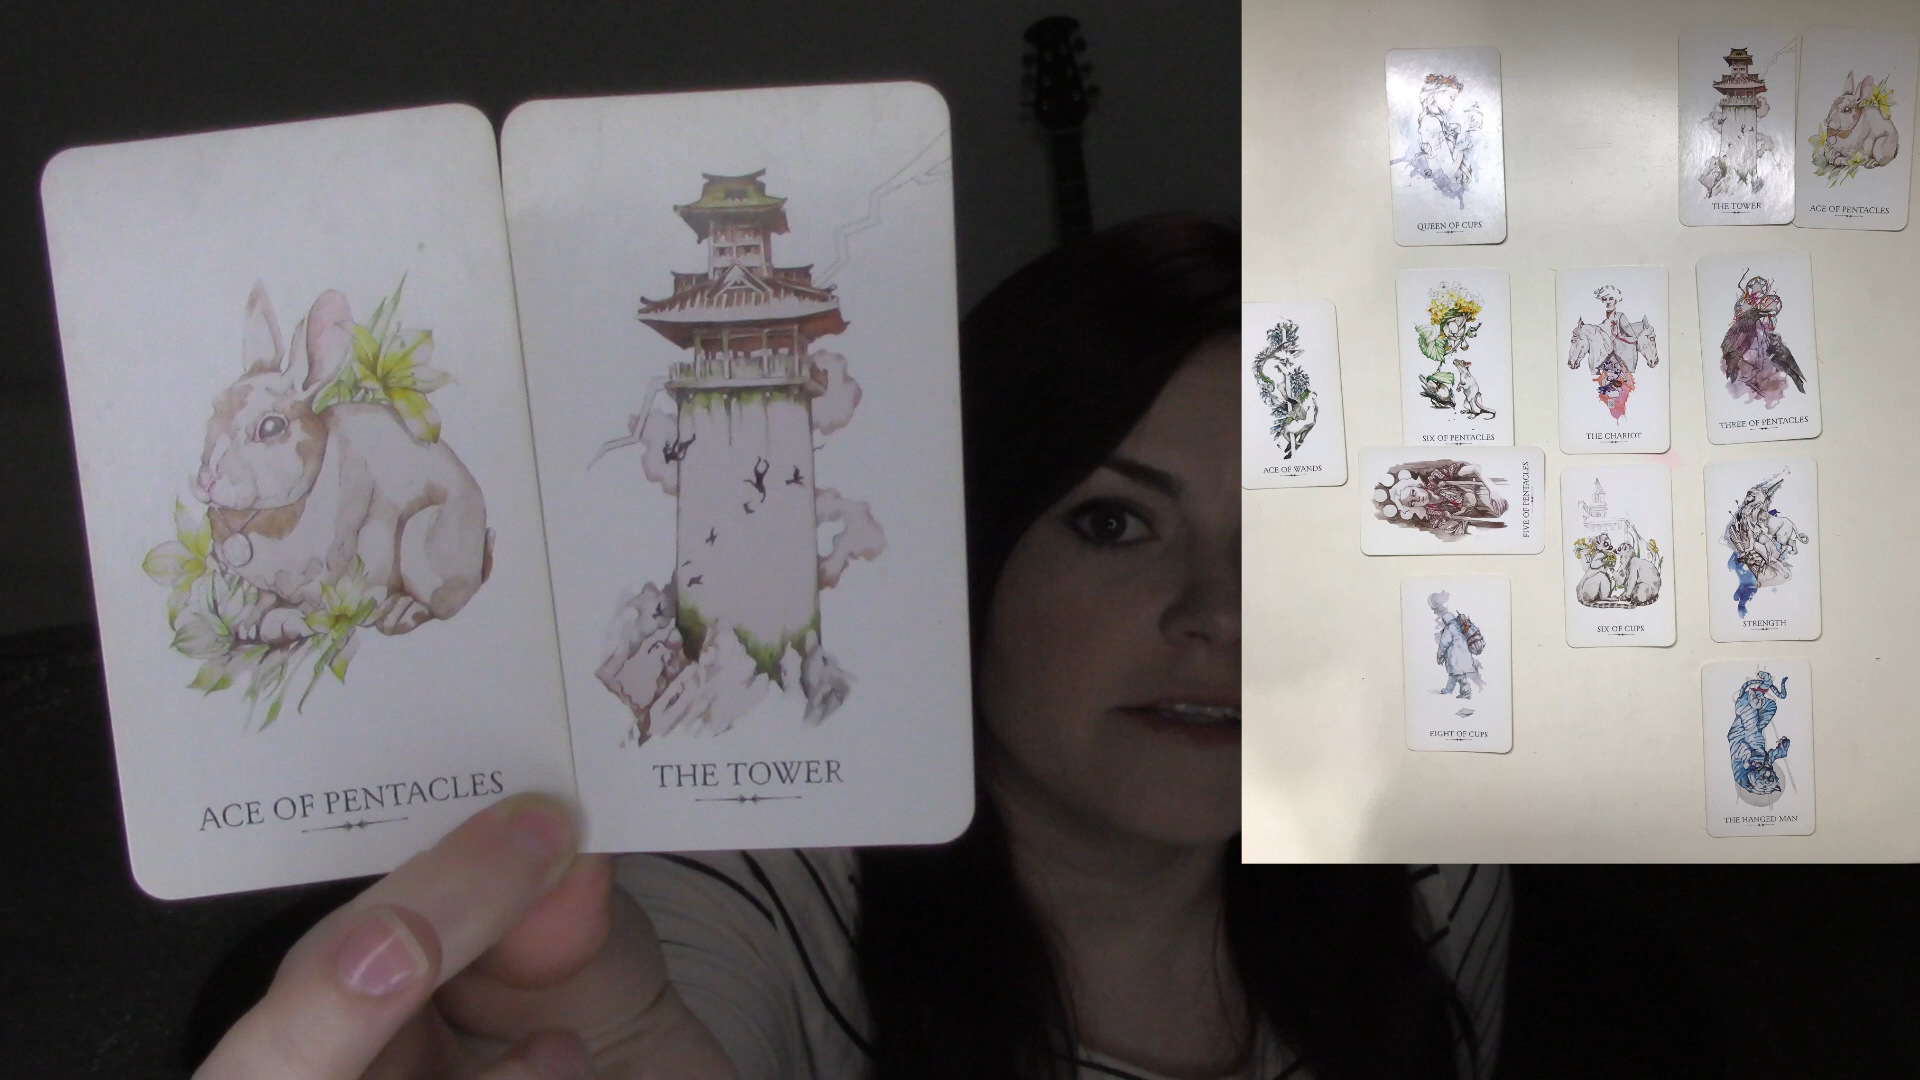 ACE OF PENTACLES
THE TOWER
QUEEN OF CUPS
THE TOWER
ACE OF PENTACLES
ACE OF WANDS
SIX OF PENTACLES
THE CHARIOT
THREE OF PENTACLES
FIVE OF PENTACLES
SIX OF CUPS
STRENGTH
EIGHT OF CUPS
THE HANGED MAN